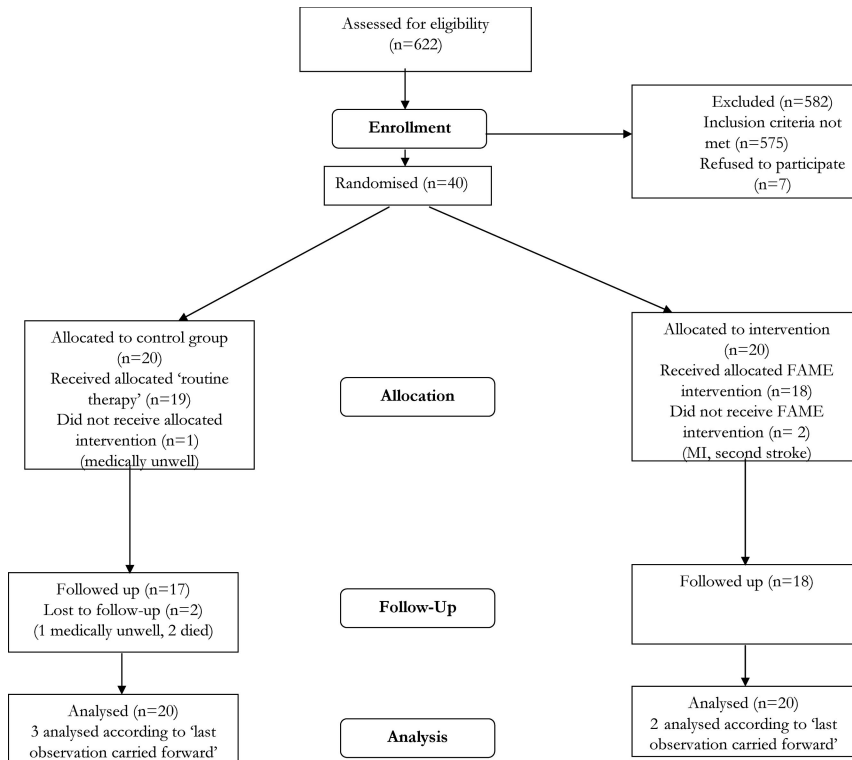 Assessed for eligibility
(n=622)
Excluded (n=582)
Inclusion criteria not
met (n=575)
Refused to participate
(n=7)
Enrollment
Randomised (n=40)
Allocated to control group
(n=20)
Received allocated ‘routine
therapy’ (n=19)
Did not receive allocated
intervention (n=1)
(medically unwell)
Allocation
Allocated to intervention
(n=20)
Received allocated FAME
intervention (n=18)
Did not receive FAME
intervention (n= 2)
(MI, second stroke)
Followed up (n=17)
Lost to follow-up (n=2)
(1 medically unwell, 2 died)
Follow-Up
Followed up (n=18)
Analysed (n=20)
3 analysed according to ‘last
observation carried forward’
Analysis
Analysed (n=20)
2 analysed according to ‘last
observation carried forward’